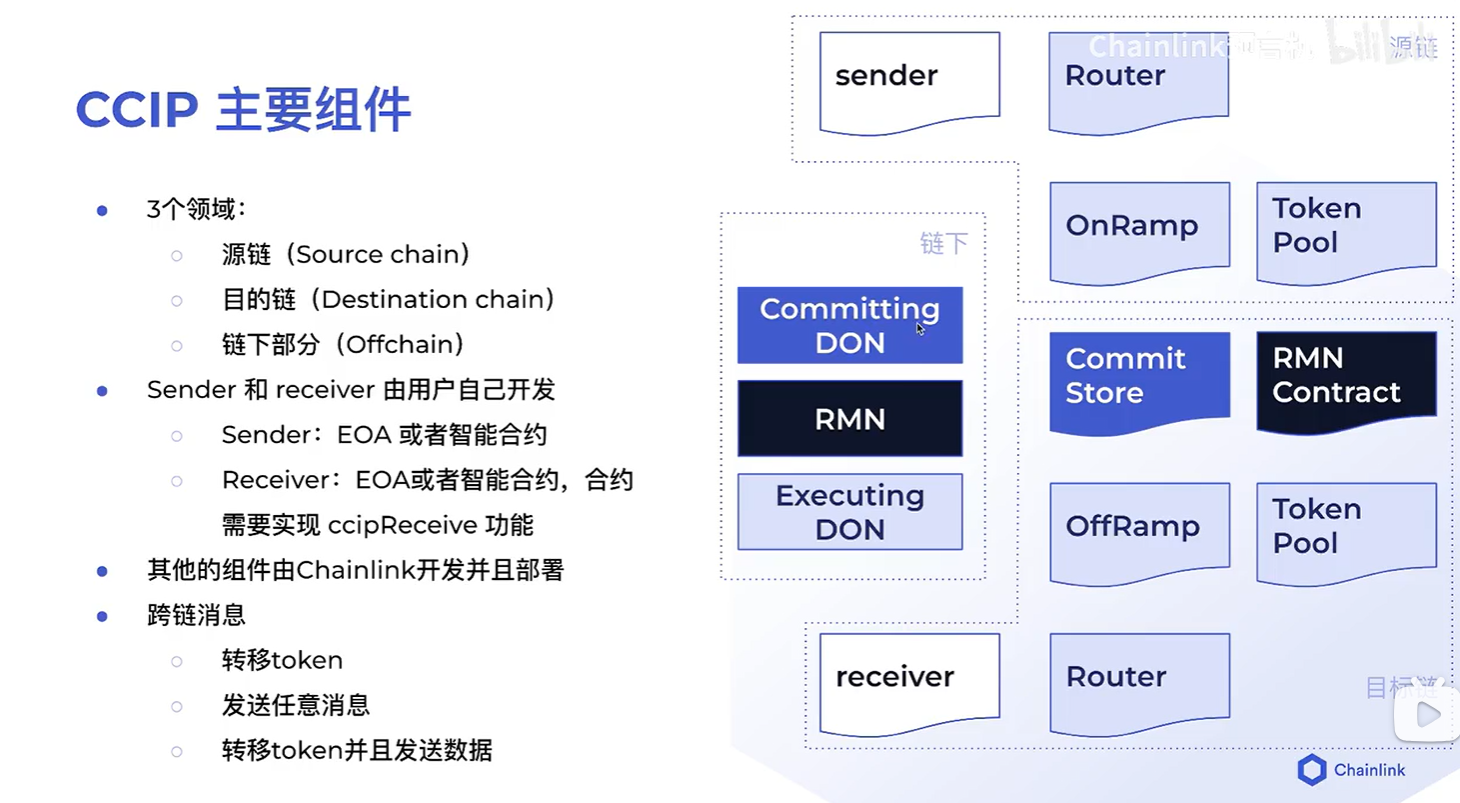 CCIP 主要组件
3个领域：
源链（Source chain）
目的链（Destination chain）
链下部分（Offchain）
Sender 和 receiver 由用户自己开发
Sender：EOA 或者智能合约
Receiver：EOA或者智能合约，合约
需要实现 ccipReceive 功能
其他的组件由Chainlink开发并且部署
跨链消息
转移token
发送任意消息
转移token并且发送数据
Chainlink
bilibili
源链
sender
Router
OnRamp
Token
Pool
链下
Committing
DON
RMN
Executing
DON
Commit
Store
RMN
Contract
OffRamp
Token
Pool
receiver
Router
目标链
Chainlink